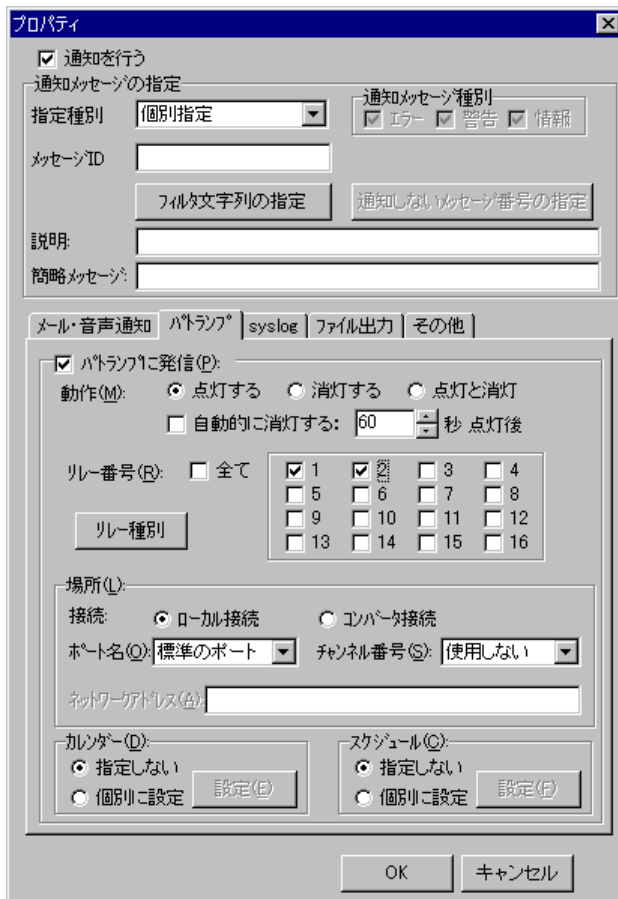 プロパティ
通知を行う
通知メッセージの指定
指定種別 個別指定
通知メッセージ種別
エラー 警告 情報
メッセージID
フィルタ文字列の指定 通知しないメッセージ番号の指定
説明:
簡略メッセージ:
メール・音声通知 パトランプ syslog ファイル出力 その他
パトランプに発信(P):
動作(M): 点灯する 消灯する 点灯と消灯
自動的に消灯する: 60 秒 点灯後
リレー番号(R): 全て 1 2 3 4
5 6 7 8
リレー種別 9 10 11 12
13 14 15 16
場所(L):
接続: ローカル接続 コンバータ接続
ポート名(O): 標準のポート チャンネル番号(S): 使用しない
ネットワークアドレス(A):
カレンダー(D):
指定しない
個別に設定 設定(E)
スケジュール(C):
指定しない
個別に設定 設定(F)
OK キャンセル